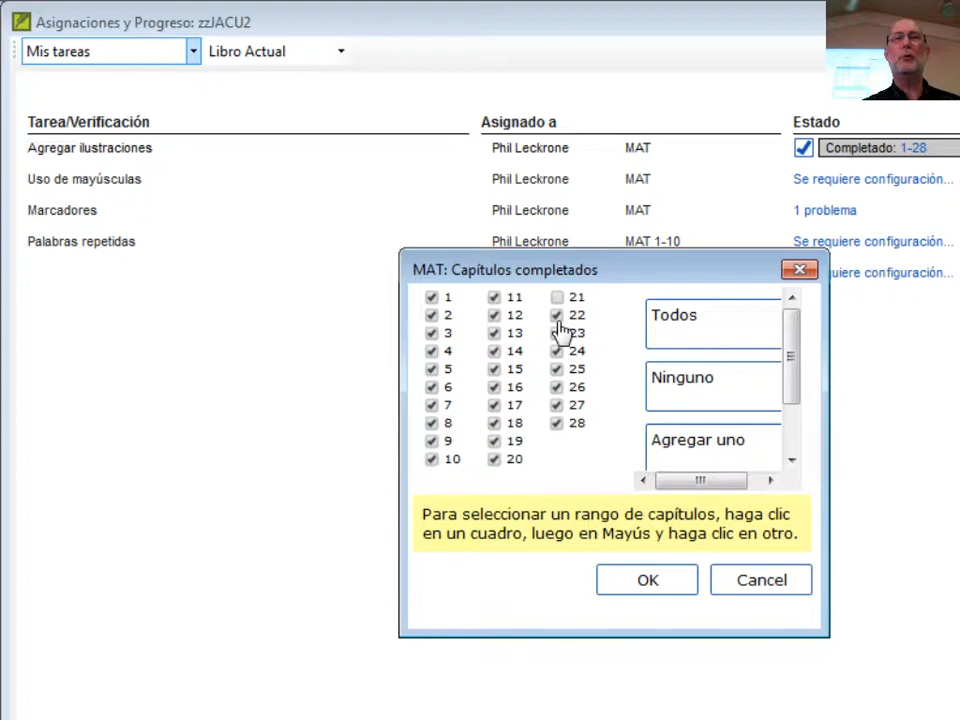 Asignaciones y Progreso: zzJACU2
Mis tareas Libro Actual
Tarea/Verificación Asignado a Estado
Agregar ilustraciones Phil Leckrone MAT Completado: 1-28
Uso de mayúsculas Phil Leckrone MAT Se requiere configuración...
Marcadores Phil Leckrone MAT 1 problema
Palabras repetidas Phil Leckrone MAT 1-10 Se requiere configuración...
quiere configuración...
MAT: Capítulos completados
1 11 21
2 12 22
3 13 23
4 14 24
5 15 25
6 16 26
7 17 27
8 18 28
9 19
10 20
Todos
Ninguno
Agregar uno
Para seleccionar un rango de capítulos, haga clic
en un cuadro, luego en Mayús y haga clic en otro.
OK Cancel